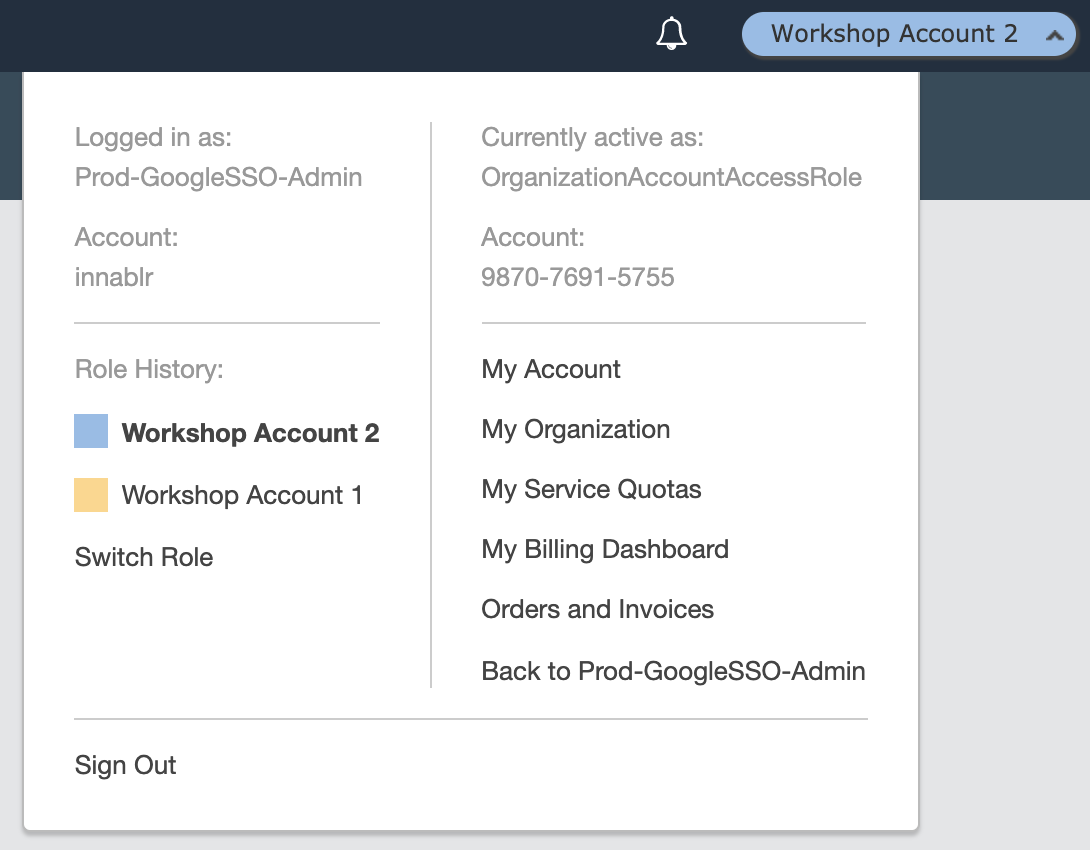 Workshop Account 2
Logged in as:
Prod-GoogleSSO-Admin
Account:
innablr
Role History:
Workshop Account 2
Workshop Account 1
Switch Role
Currently active as:
OrganizationAccountAccessRole
Account:
9870-7691-5755
My Account
My Organization
My Service Quotas
My Billing Dashboard
Orders and Invoices
Back to Prod-GoogleSSO-Admin
Sign Out